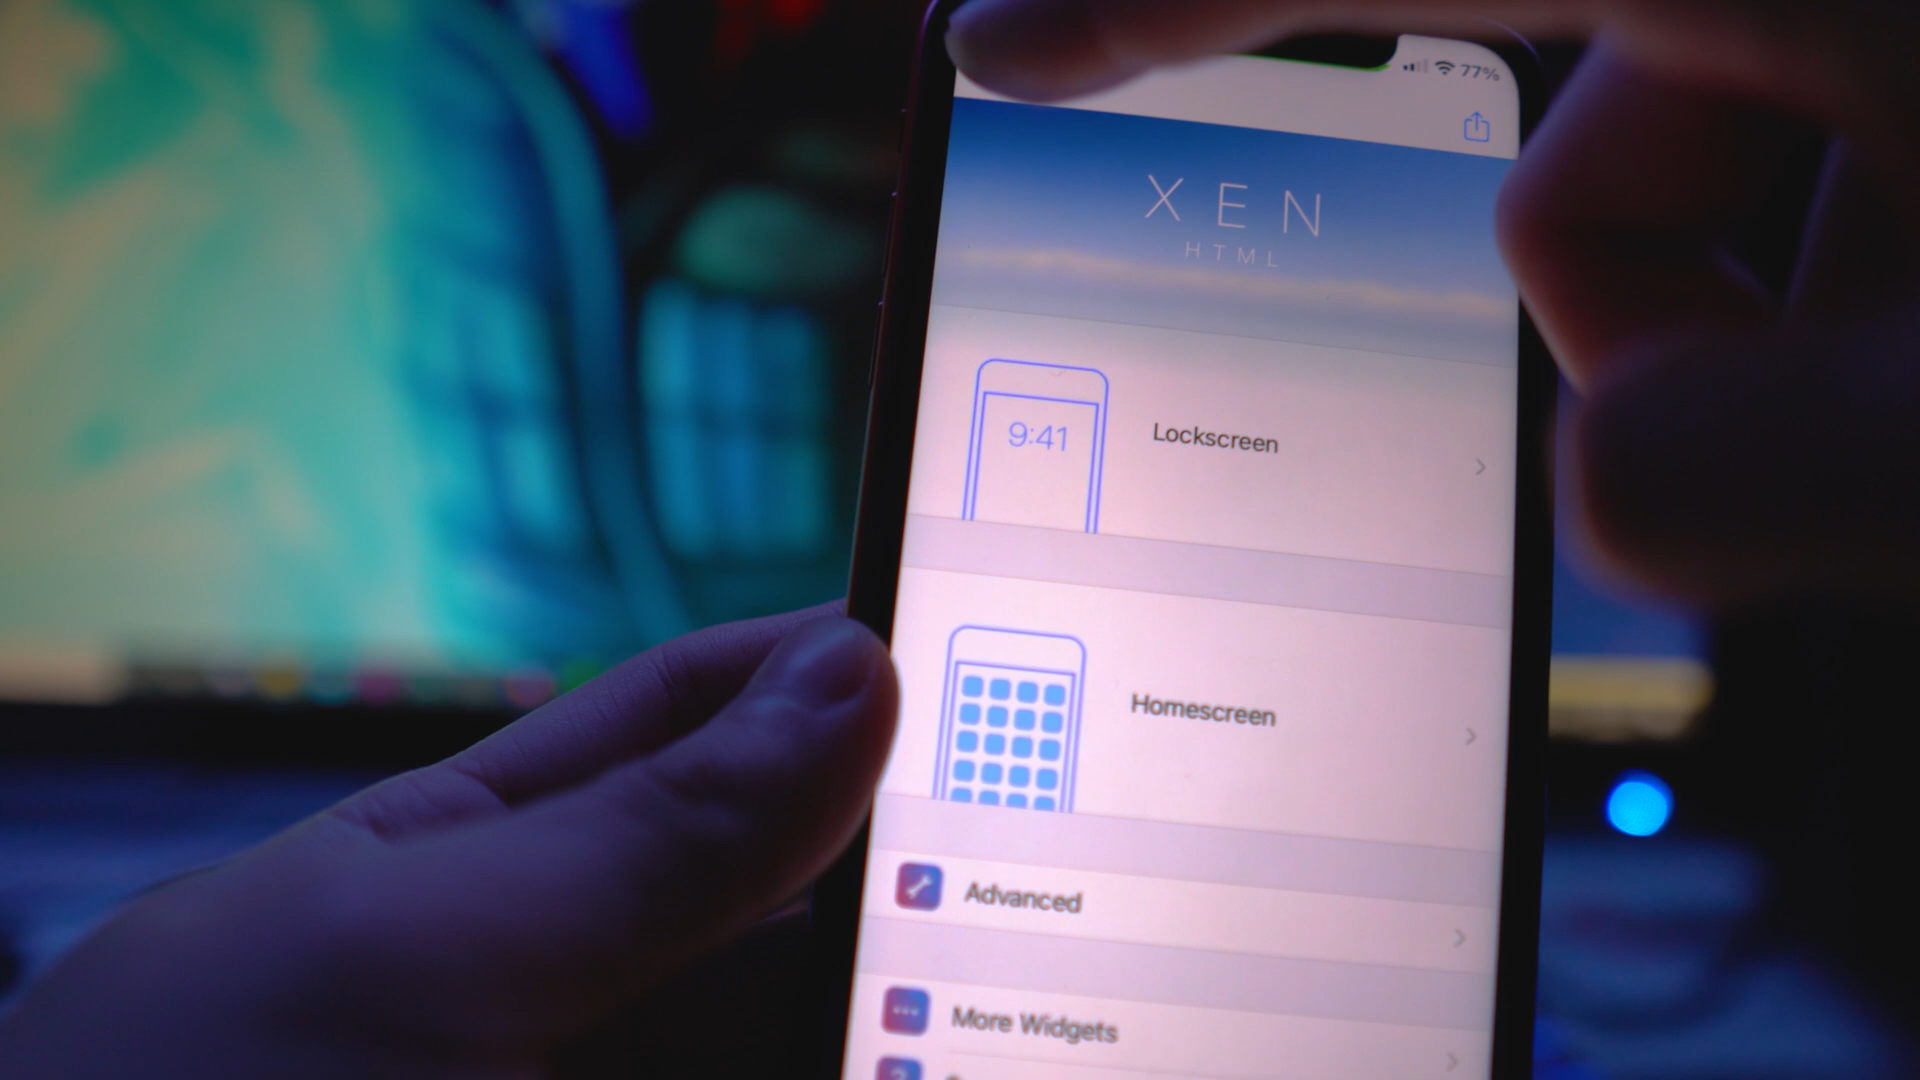 77%
XEN
HTML
9:41
Lockscreen
Homescreen
Advanced
More Widgets
?